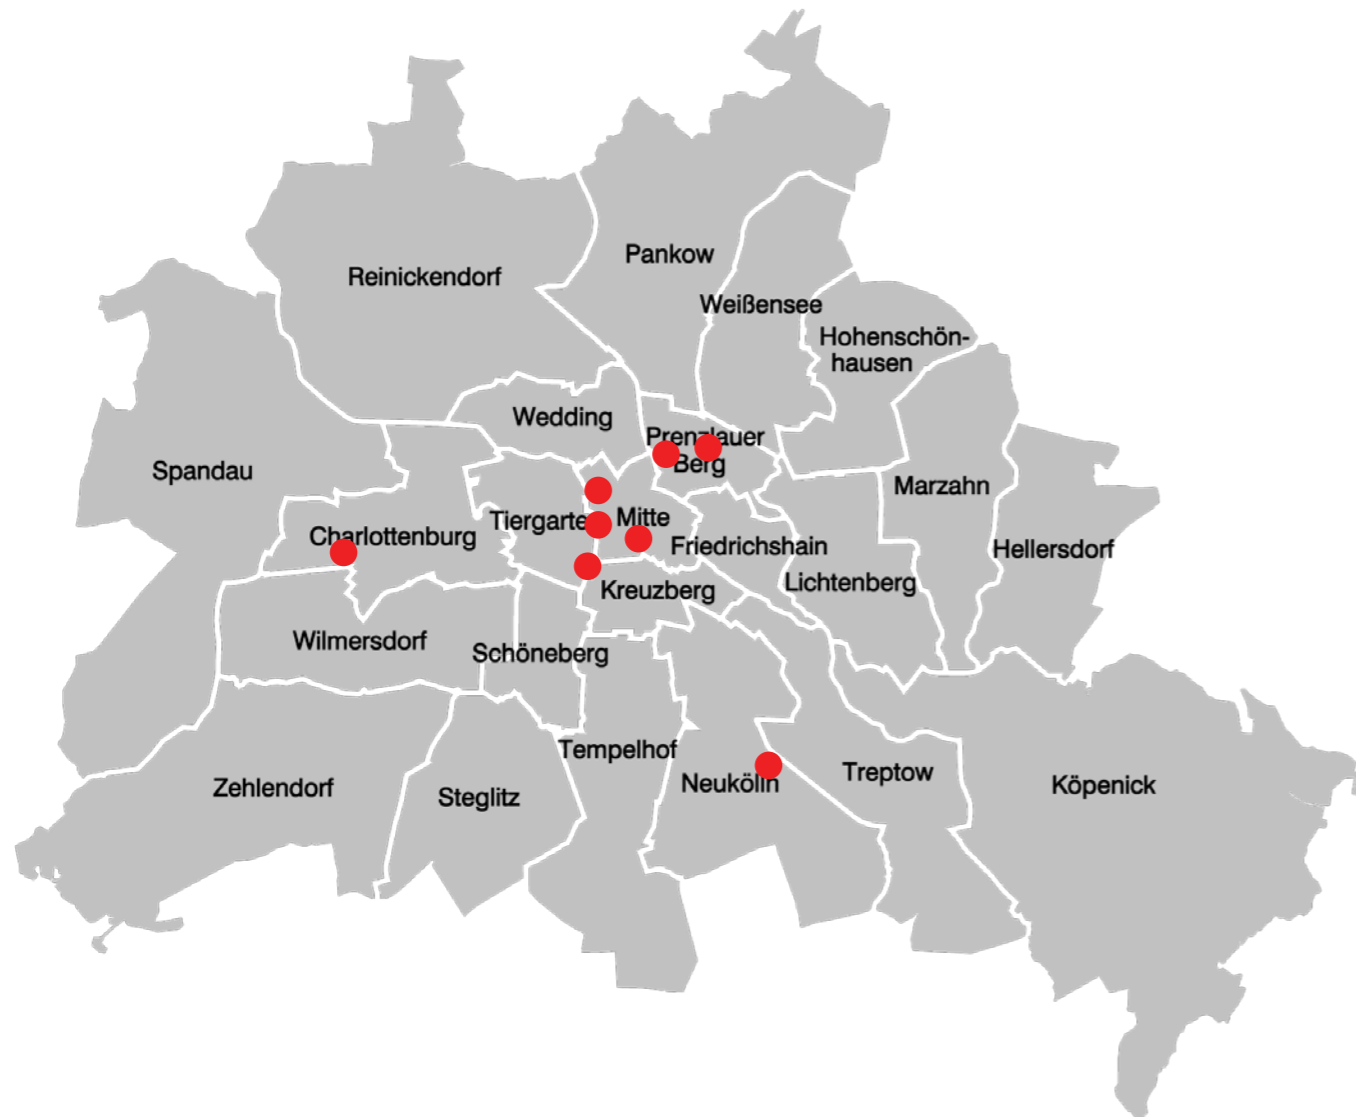 Pankow
Reinickendorf
Weißensee
Hohenschön-
hausen
Wedding
Prenzlauer
Berg
Spandau
Marzahn
Tiergarten
Mitte
Charlottenburg
Friedrichshain
Hellersdorf
Lichtenberg
Kreuzberg
Wilmersdorf
Schöneberg
Tempelhof
Treptow
Neukölln
Köpenick
Zehlendorf
Steglitz